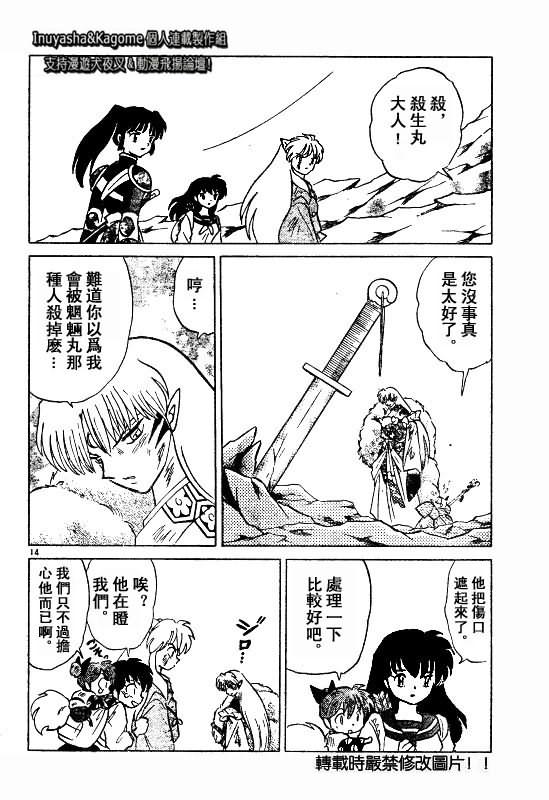 Inuyasha&Kagome 個人連載製作組
支持漫遊犬夜叉&動漫飛揚論壇!
殺，
殺生丸
大人！
您沒事真
是太好了。
哼…
難道你以爲我
會被魍魎丸那
種人殺掉麽…
14
他把傷口
遮起來了。
處理一下
比較好吧。
唉？
他在瞪
我們。
我們只不過擔
心他而已啊。
轉載時嚴禁修改圖片！！